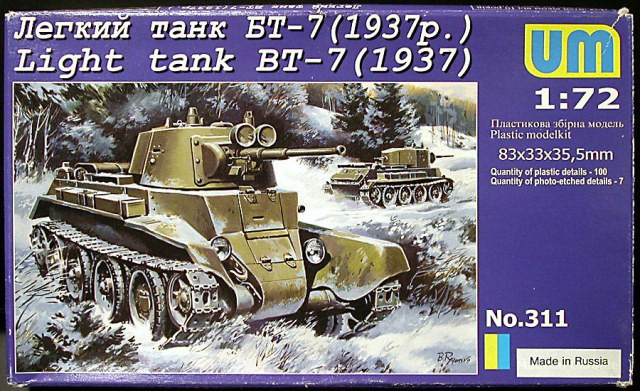 Легкий танк БТ-7(1937р.)
Light tank BT-7(1937)
um
1:72
Пластикова збірна модель
Plastic modelkit
83x33x35,5mm
Quantity of plastic details - 100
Quantity of photo-etched details - 7
No.311
Made in Russia